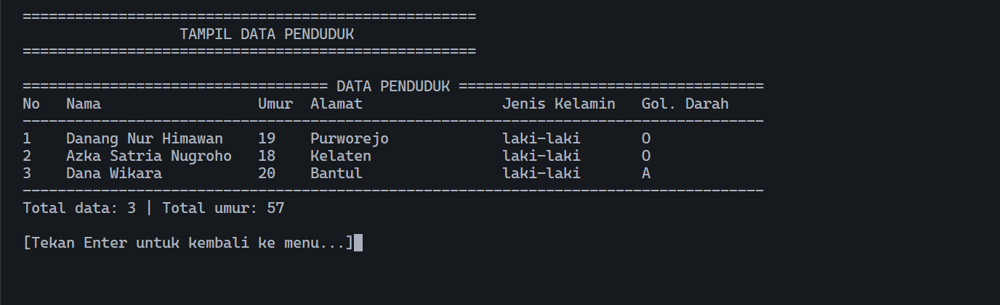 ====================================================
TAMPIL DATA PENDUDUK
====================================================
=================================== DATA PENDUDUK ===================================
No   Nama                  Umur  Alamat                Jenis Kelamin   Gol. Darah
-------------------------------------------------------------------------------------
1    Danang Nur Himawan    19    Purworejo             laki-laki       O
2    Azka Satria Nugroho   18    Kelaten               laki-laki       O
3    Dana Wikara           20    Bantul                laki-laki       A
-------------------------------------------------------------------------------------
Total data: 3 | Total umur: 57
[Tekan Enter untuk kembali ke menu...]